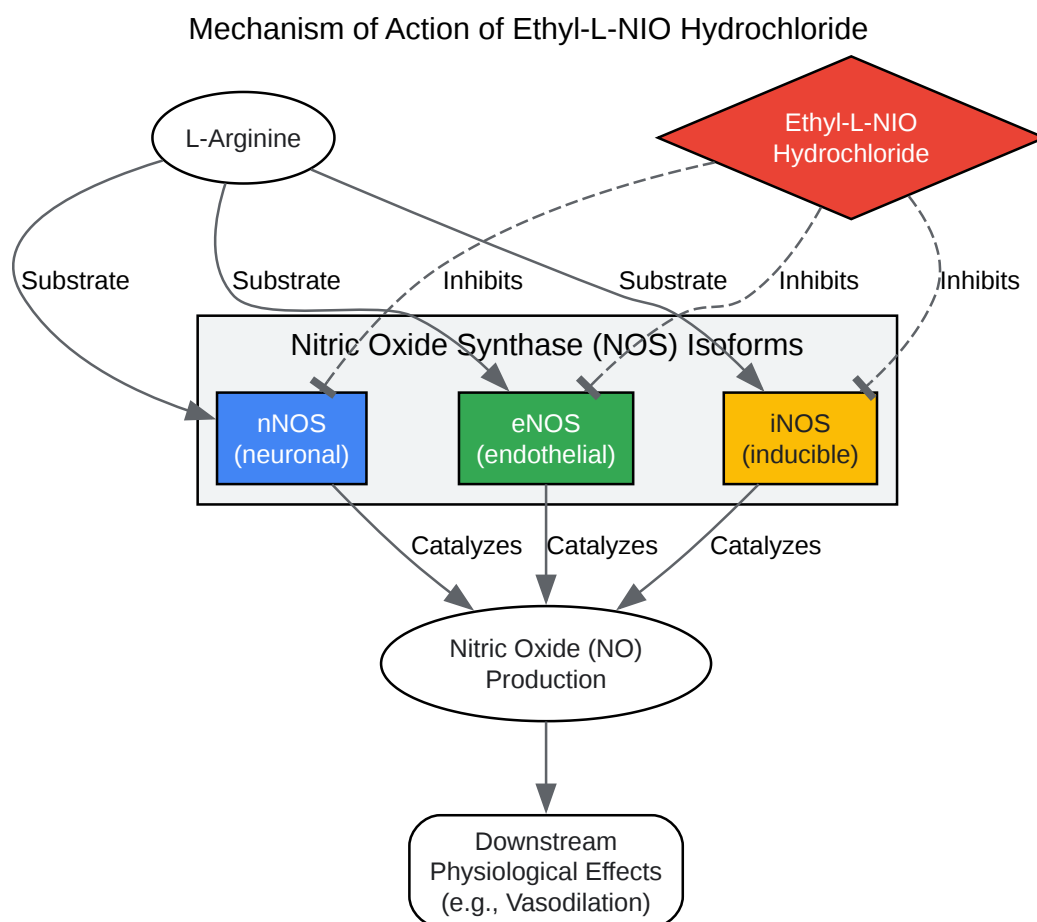 Mechanism of Action of Ethyl-L-NIO Hydrochloride
L-Arginine
Ethyl-L-NIO
Hydrochloride
Substrate
Substrate
Inhibits
Substrate
Inhibits
Inhibits
Nitric Oxide Synthase (NOS) Isoforms
nNOS
(neuronal)
eNOS
(endothelial)
iNOS
(inducible)
Catalyzes
Catalyzes
Catalyzes
Nitric Oxide (NO)
Production
Downstream
Physiological Effects
(e.g., Vasodilation)